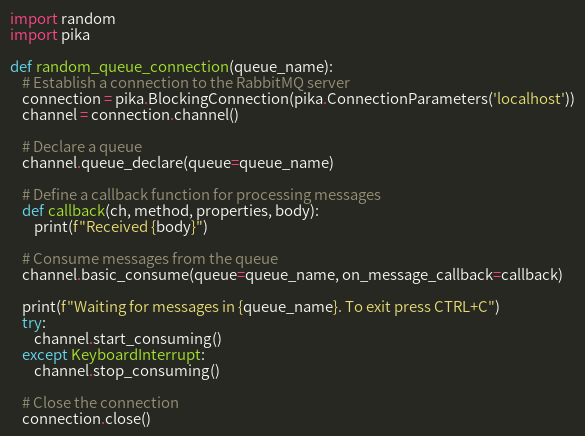 import random
import pika

def random_queue_connection(queue_name):
    # Establish a connection to the RabbitMQ server
    connection = pika.BlockingConnection(pika.ConnectionParameters('localhost'))
    channel = connection.channel()

    # Declare a queue
    channel.queue_declare(queue=queue_name)

    # Define a callback function for processing messages
    def callback(ch, method, properties, body):
        print(f"Received {body}")

    # Consume messages from the queue
    channel.basic_consume(queue=queue_name, on_message_callback=callback)

    print(f"Waiting for messages in {queue_name}. To exit press CTRL+C")
    try:
        channel.start_consuming()
    except KeyboardInterrupt:
        channel.stop_consuming()

    # Close the connection
    connection.close()